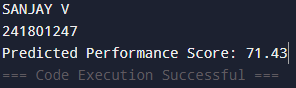 SANJAY V
241801247
Predicted Performance Score: 71.43
=== Code Execution Successful ===